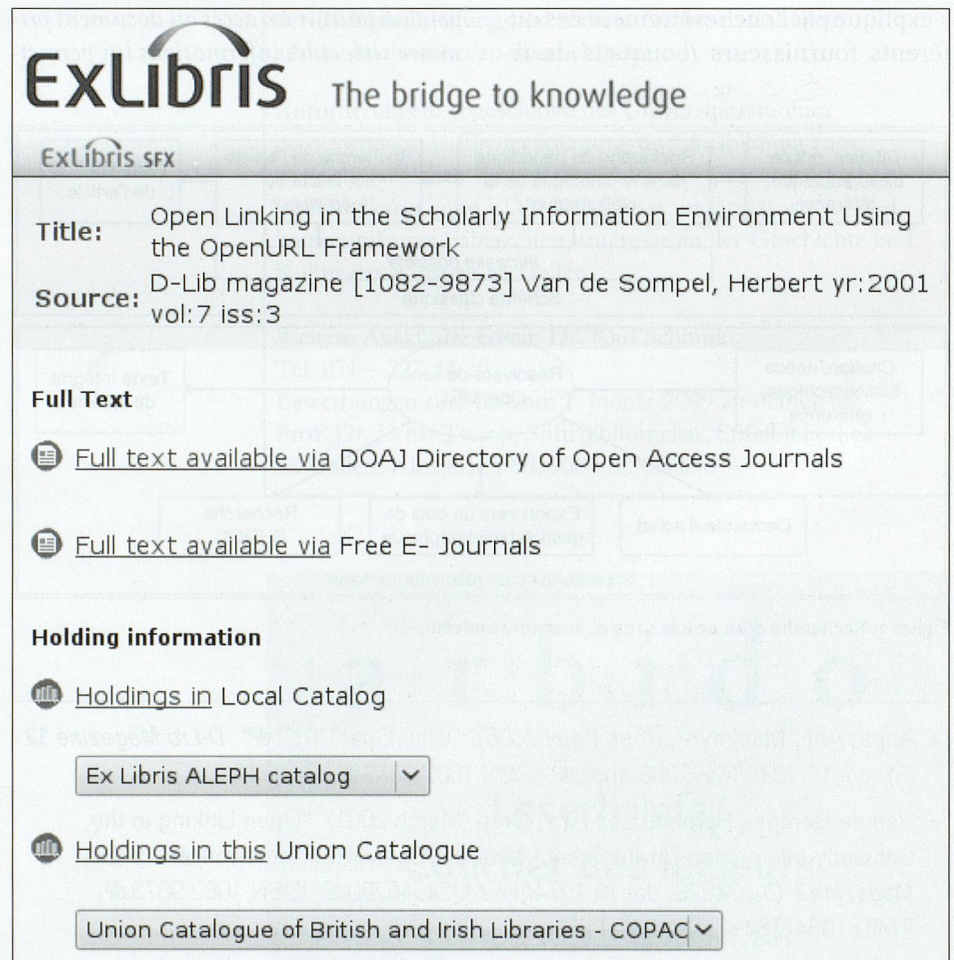 ExLibris The bridge to knowledge
ExLibris SFX
Title: Open Linking in the Scholarly Information Environment Using
the OpenURL Framework
Source: D-Lib magazine [1082-9873] Van de Sompel, Herbert yr:2001
vol:7 iss:3
Full Text
Full text available via DOAJ Directory of Open Access Journals
Full text available via Free E- Journals
Holding information
Holdings in Local Catalog
Ex Libris ALEPH catalog
Holdings in this Union Catalogue
Union Catalogue of British and Irish Libraries - COPAC